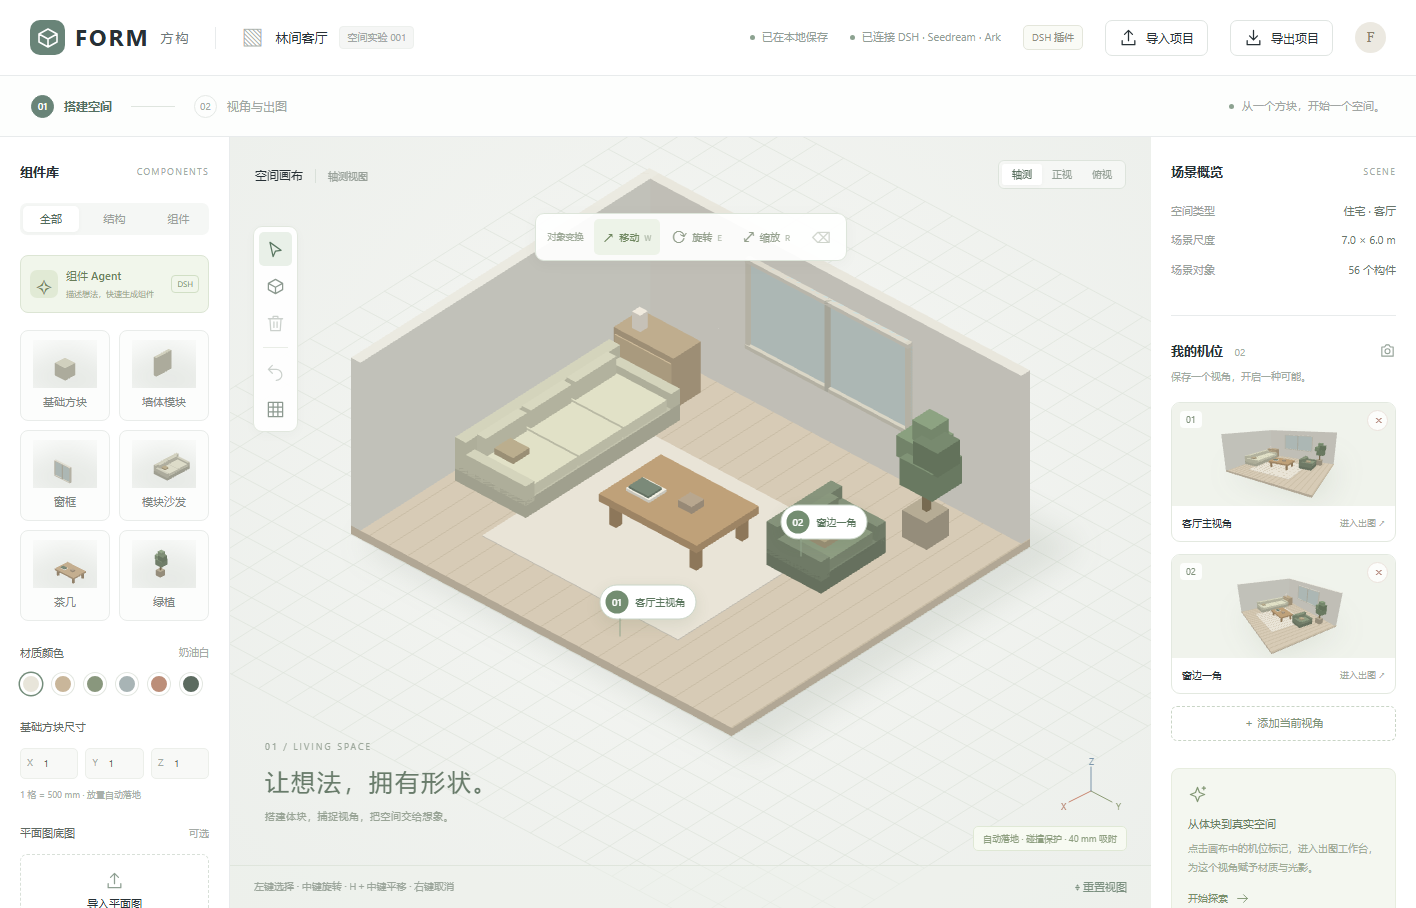 FORM 方构
林间客厅 空间实验 001
已在本地保存 已连接 DSH · Seedream · Ark DSH 插件 导入项目 导出项目 F
01 搭建空间 02 视角与出图
从一个方块，开始一个空间。
组件库 COMPONENTS
全部 结构 组件
组件 Agent
描述想法，快速生成组件
DSH
基础方块 墙体模块
窗框 模块沙发
茶几 绿植
材质颜色 奶油白
基础方块尺寸
X 1 Y 1 Z 1
1 格 = 500 mm · 放置自动落地
平面图底图 可选
导入平面图
空间画布 轴测视图
轴测 正视 俯视
对象变换 移动 W 旋转 E 缩放 R
02 窗边一角
01 客厅主视角
01 / LIVING SPACE
让想法，拥有形状。
搭建体块，捕捉视角，把空间交给想象。
Z
X
Y
自动落地 · 碰撞保护 · 40 mm 吸附
左键选择 · 中键旋转 · H + 中键平移 · 右键取消
重置视图
场景概览 SCENE
空间类型 住宅 · 客厅
场景尺度 7.0 × 6.0 m
场景对象 56 个构件
我的机位 02
保存一个视角，开启一种可能。
01
客厅主视角 进入出图
02
窗边一角 进入出图
+ 添加当前视角
从体块到真实空间
点击画布中的机位标记，进入出图工作台，
为这个视角赋予材质与光影。
开始探索